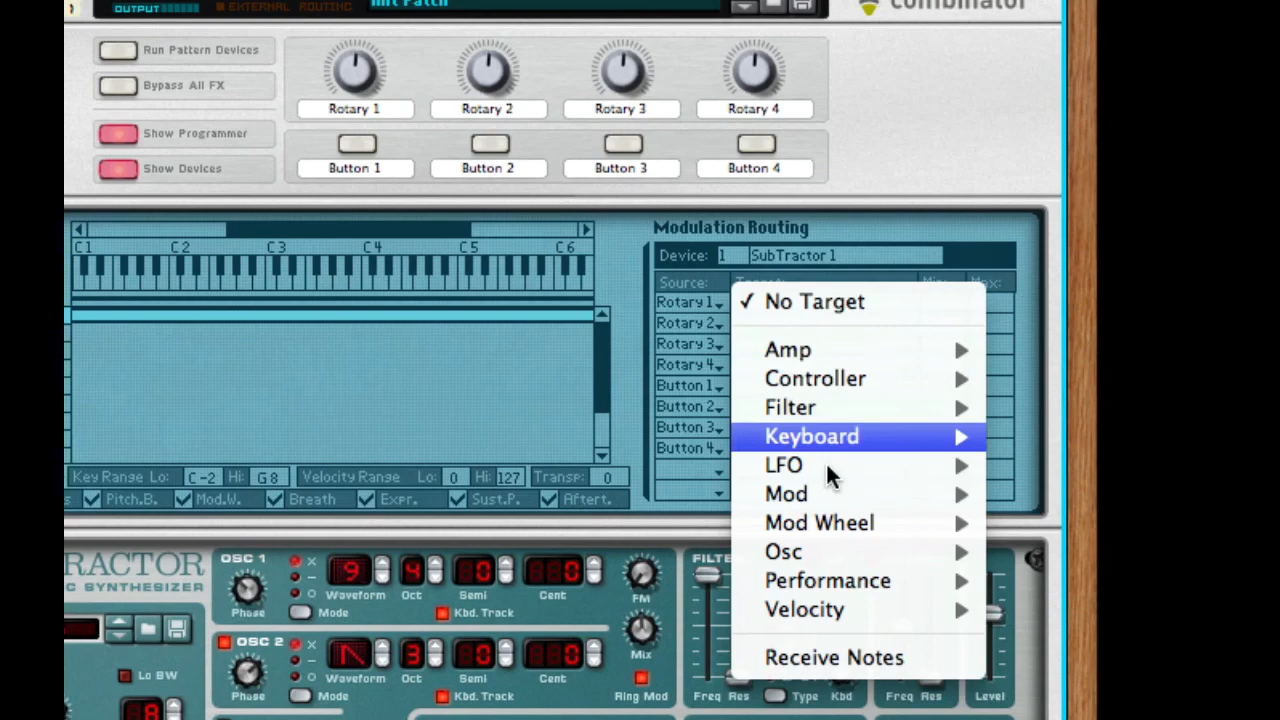 OUTPUT EXTERNAL ROUTING Init Patch Combinator
Run Pattern Devices
Bypass All FX
Rotary 1 Rotary 2 Rotary 3 Rotary 4
Show Programmer
Show Devices
Button 1 Button 2 Button 3 Button 4
Modulation Routing
C1 C2 C3 C4 C5 C6
Device: 1 SubTractor 1
Source:
Rotary 1
Rotary 2
Rotary 3
Rotary 4
Button 1
Button 2
Button 3
Button 4
✓ No Target
Amp
Controller
Filter
Keyboard
LFO
Mod
Mod Wheel
Osc
Performance
Velocity
Receive Notes
Key Range Lo: C-2 Hi: G8 Velocity Range Lo: 0 Hi: 127 Transp: 0
s Pitch.B. Mod.W. Breath Expr. Sust.P. Aftert.
RACTOR
C SYNTHESIZER
OSC 1 X – O 9 4 0 0
Phase Mode Waveform Oct Semi Cent
Kbd. Track FM
OSC 2 X – O 3 0 0
Phase Mode Waveform Oct Semi Cent
Kbd. Track Mix
Ring Mod
Lo BW
8
Freq Res Type Kbd Freq Res Level